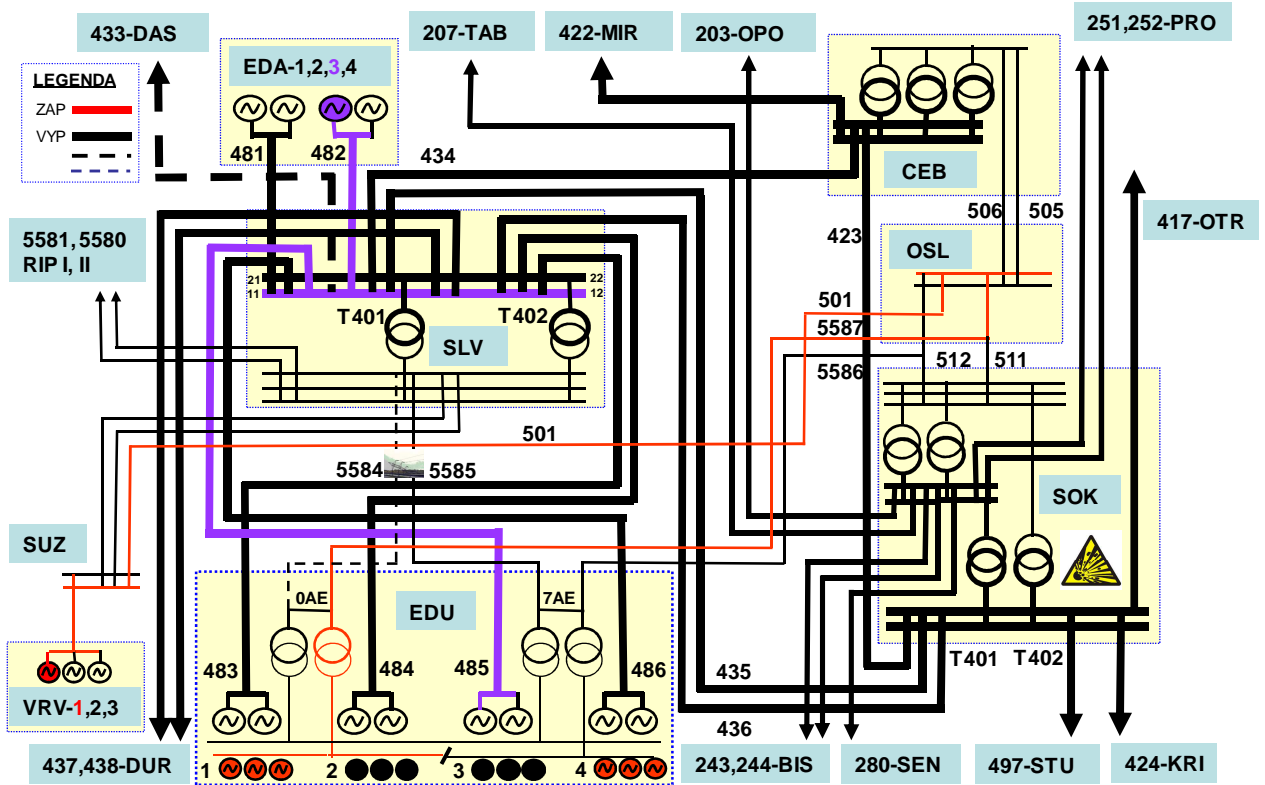 433-DAS
207-TAB
422-MIR
203-OPO
251,252-PRO
LEGENDA
ZAP
VYP
EDA-1,2,3,4
481
482
434
CEB
506
505
417-OTR
5581, 5580
RIP I, II
423
OSL
21
22
11
12
T401
T402
SLV
501
5587
5586
512
511
501
5584
5585
SOK
SUZ
0AE
EDU
7AE
483
484
485
486
T401
T402
435
VRV-1,2,3
436
437,438-DUR
1
2
3
4
243,244-BIS
280-SEN
497-STU
424-KRI